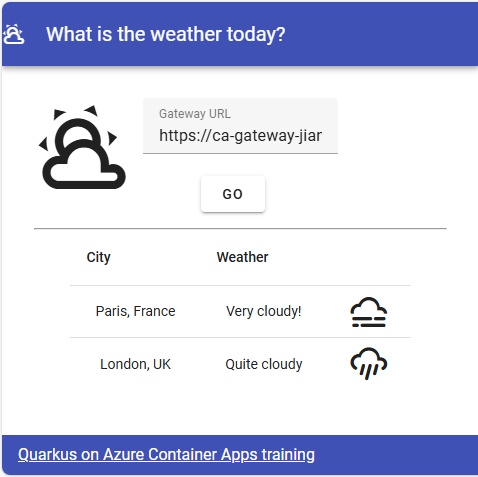 What is the weather today?
Gateway URL
https://ca-gateway-jiar
GO
City Weather
Paris, France Very cloudy!
London, UK Quite cloudy
Quarkus on Azure Container Apps training